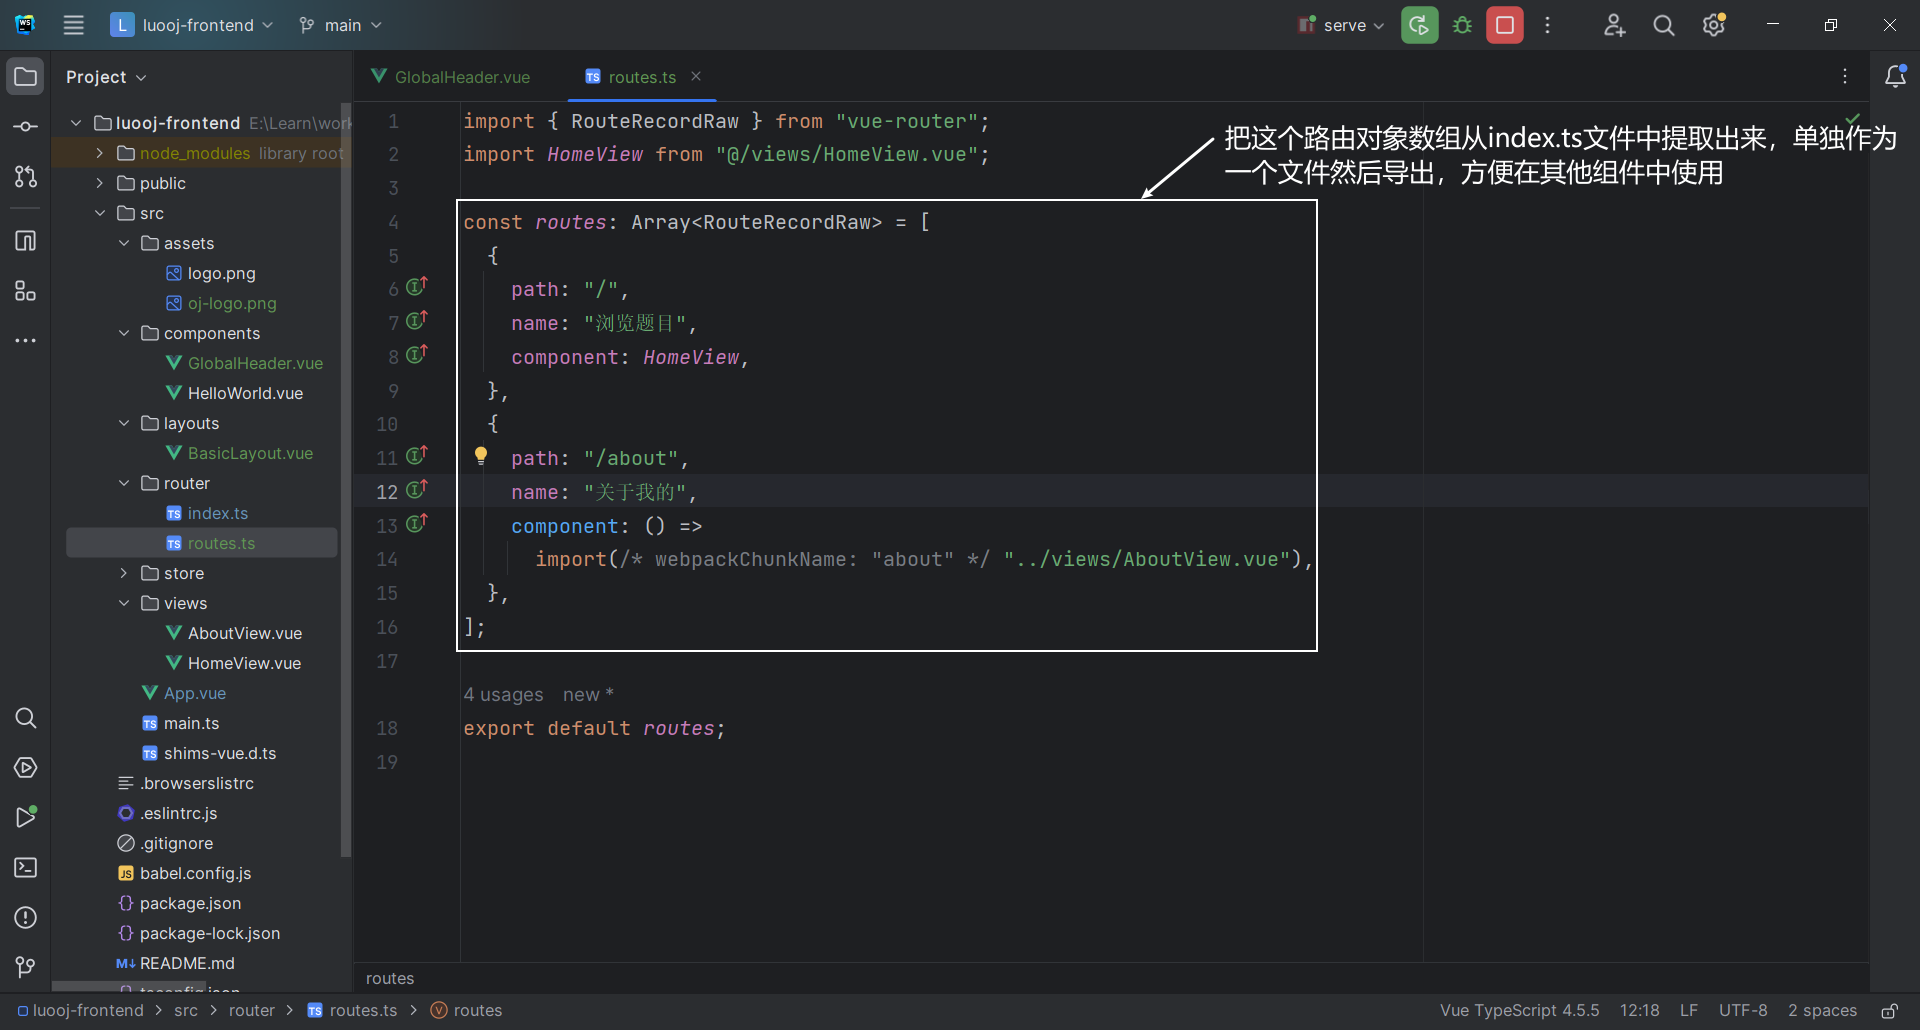 WS
L luooj-frontend
main
serve
Project
GlobalHeader.vue
TS routes.ts
luooj-frontend E:\Learn\work
node_modules library root
public
src
assets
logo.png
oj-logo.png
components
GlobalHeader.vue
HelloWorld.vue
layouts
BasicLayout.vue
router
TS index.ts
TS routes.ts
store
views
AboutView.vue
HomeView.vue
App.vue
TS main.ts
TS shims-vue.d.ts
.browserslistrc
.eslintrc.js
.gitignore
JS babel.config.js
{} package.json
{} package-lock.json
M↓ README.md
{} tsconfig.json
1 import { RouteRecordRaw } from "vue-router";
2 import HomeView from "@/views/HomeView.vue";
3
4 const routes: Array<RouteRecordRaw> = [
5 {
6 path: "/",
7 name: "浏览题目",
8 component: HomeView,
9 },
10 {
11 path: "/about",
12 name: "关于我的",
13 component: () =>
14 import(/* webpackChunkName: "about" */ "../views/AboutView.vue"),
15 },
16 ];
17
4 usages new *
18 export default routes;
19
把这个路由对象数组从index.ts文件中提取出来，单独作为
一个文件然后导出，方便在其他组件中使用
routes
luooj-frontend > src > router > TS routes.ts > V routes
Vue TypeScript 4.5.5 12:18 LF UTF-8 2 spaces